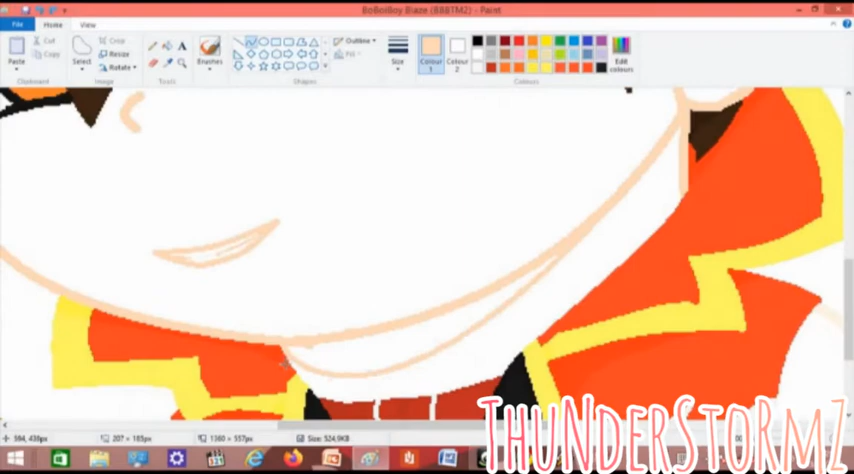 BoBoiBoy Blaze (BBBTM2) - Paint
File Home View
Paste Cut Copy Clipboard
Select Crop Resize Rotate Image
Tools
Brushes
Outline Fill Shapes
Size
Colour 1
Colour 2
Edit colours
Colours
594, 438px 207 × 185px 1360 × 557px Size: 524,9KB
ThUNDerStoRmZ